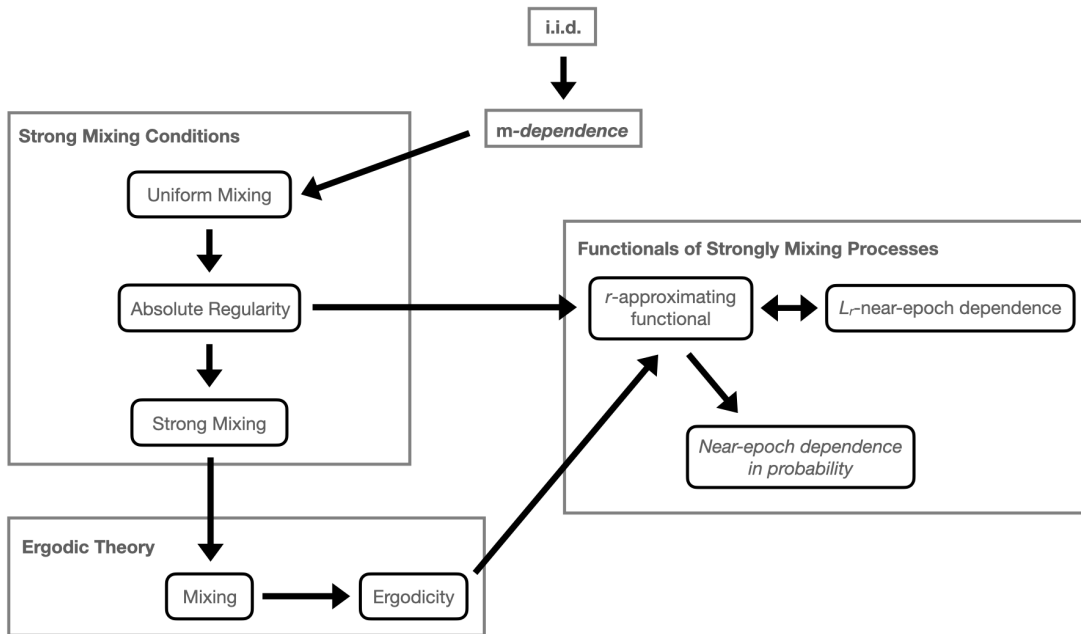 i.i.d.
m-dependence
Strong Mixing Conditions
Uniform Mixing
Absolute Regularity
Strong Mixing
Functionals of Strongly Mixing Processes
r-approximating
functional
Lᵣ-near-epoch dependence
Near-epoch dependence
in probability
Ergodic Theory
Mixing
Ergodicity